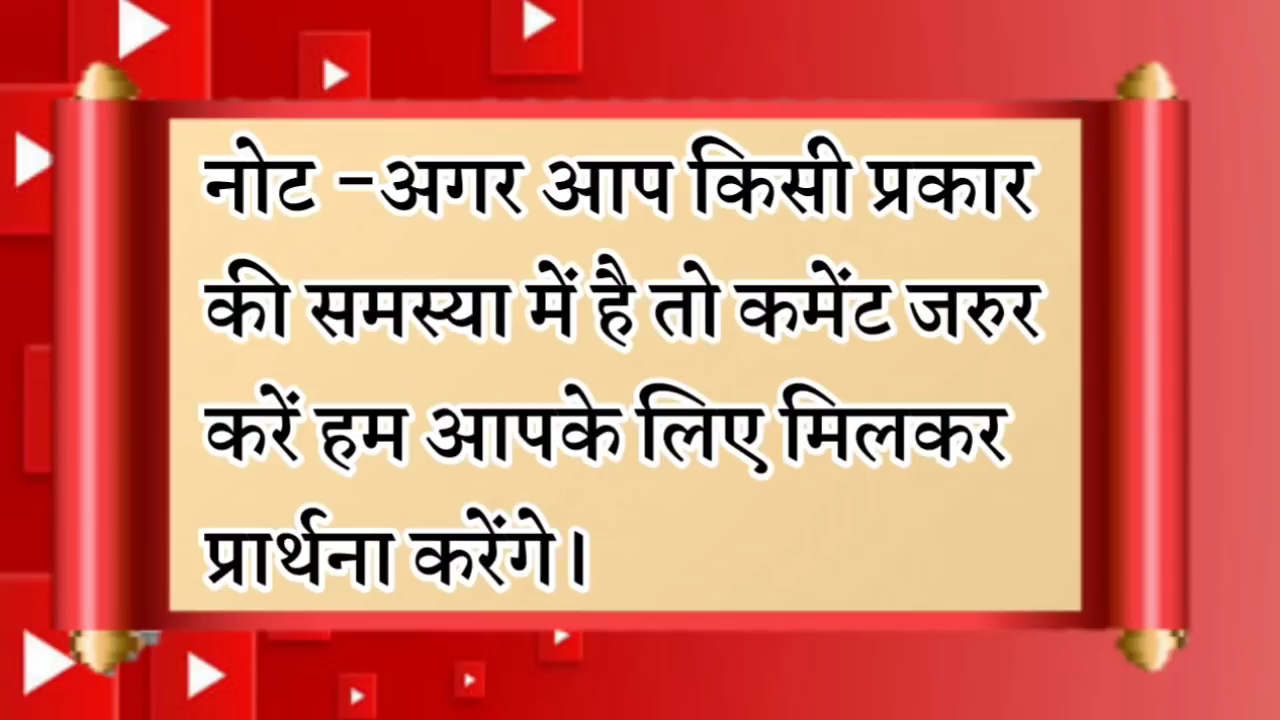 नोट -अगर आप किसी प्रकार
की समस्या में है तो कमेंट जरुर
करें हम आपके लिए मिलकर
प्रार्थना करेंगे।